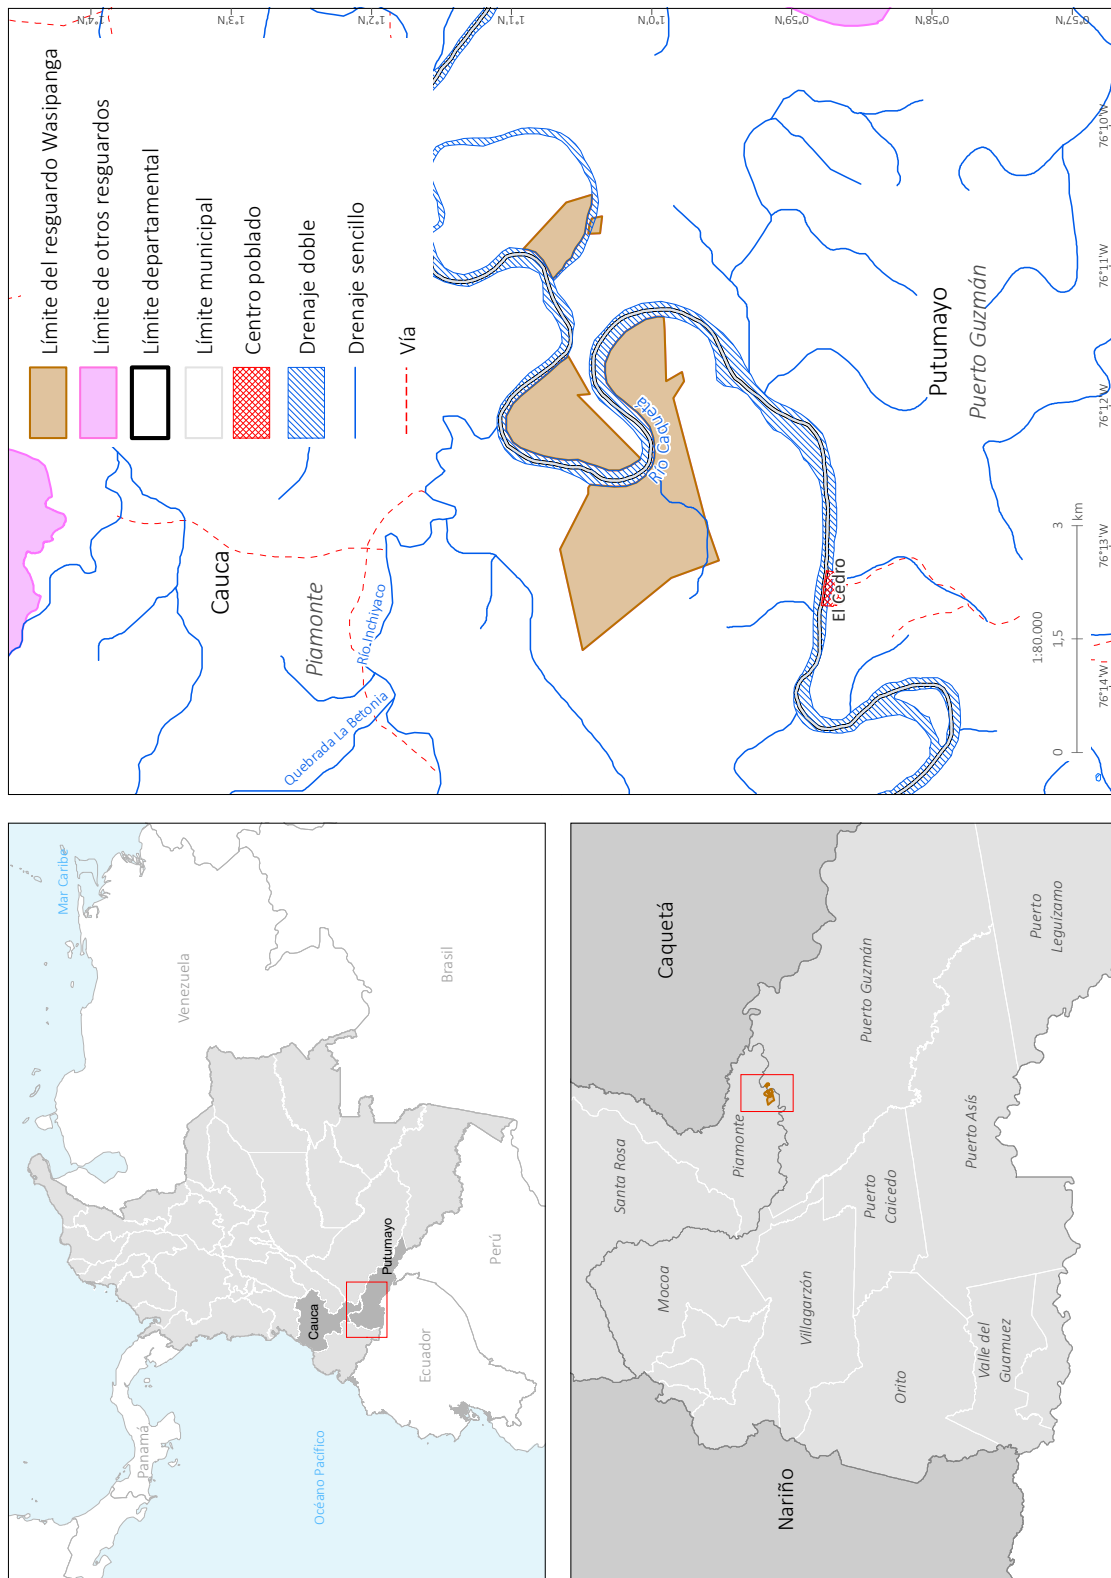 Mar Caribe
Panamá
Venezuela
Océano Pacífico
Cauca
Putumayo
Ecuador
Perú
Brasil
Nariño
Caquetá
Santa Rosa
Mocoa
Piamonte
Villagarzón
Puerto Guzmán
Puerto
Caicedo
Orito
Puerto Asís
Valle del
Guamuez
Puerto
Leguízamo
Límite del resguardo Wasipanga
Límite de otros resguardos
Límite departamental
Límite municipal
Centro poblado
Drenaje doble
Drenaje sencillo
Vía
Cauca
Piamonte
Quebrada La Betonia
Río Inchiyaco
Río Caquetá
El Cedro
Putumayo
Puerto Guzmán
1:80.000
0
1,5
3
km
1°4'N
1°3'N
1°2'N
1°1'N
1°0'N
0°59'N
0°58'N
0°57'N
76°14'W
76°13'W
76°12'W
76°11'W
76°10'W